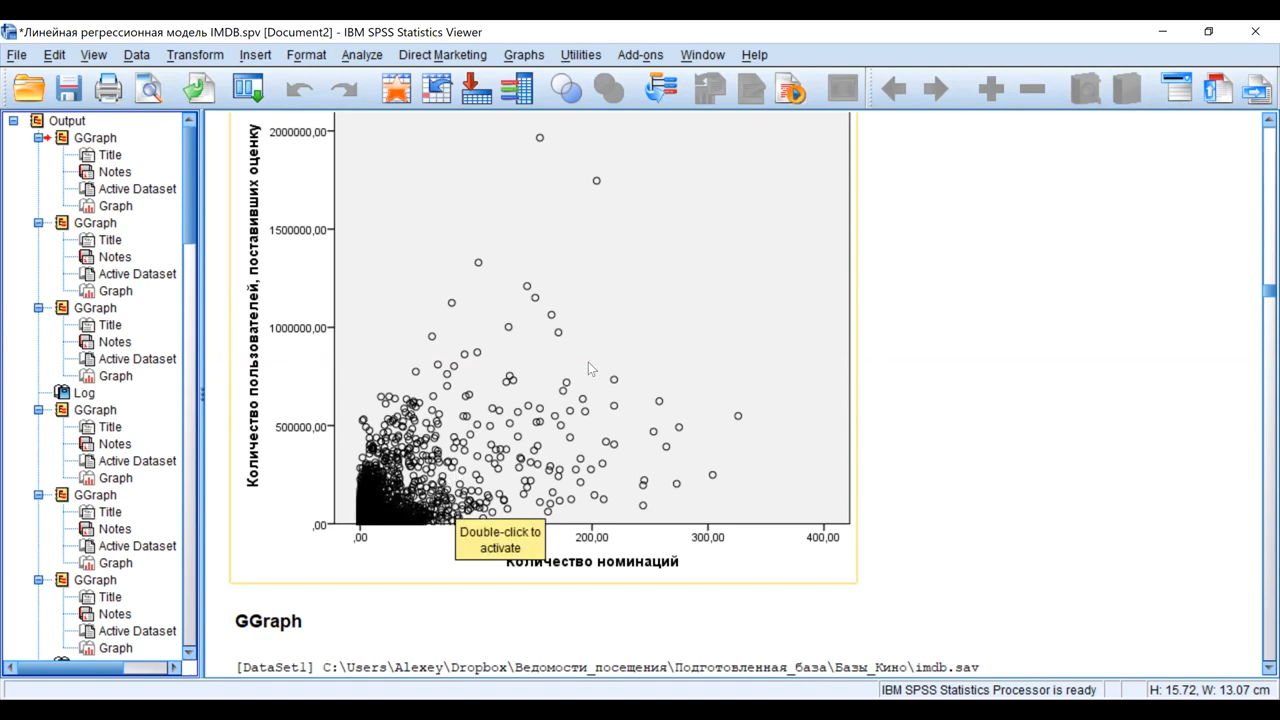 *Линейная регрессионная модель IMDB.spv [Document2] - IBM SPSS Statistics Viewer
File Edit View Data Transform Insert Format Analyze Direct Marketing Graphs Utilities Add-ons Window Help
Output
GGraph
Title
Notes
Active Dataset
Graph
GGraph
Title
Notes
Active Dataset
Graph
GGraph
Title
Notes
Active Dataset
Graph
Log
GGraph
Title
Notes
Active Dataset
Graph
GGraph
Title
Notes
Active Dataset
Graph
GGraph
Title
Notes
Active Dataset
Graph
Количество пользователей, поставивших оценку
2000000,00
1500000,00
1000000,00
500000,00
,00
,00 200,00 300,00 400,00
Double-click to
activate
Количество номинаций
GGraph
[DataSet1] C:\Users\Alexey\Dropbox\Ведомости_посещения\Подготовленная_база\Базы_Кино\imdb.sav
IBM SPSS Statistics Processor is ready H: 15.72, W: 13.07 cm